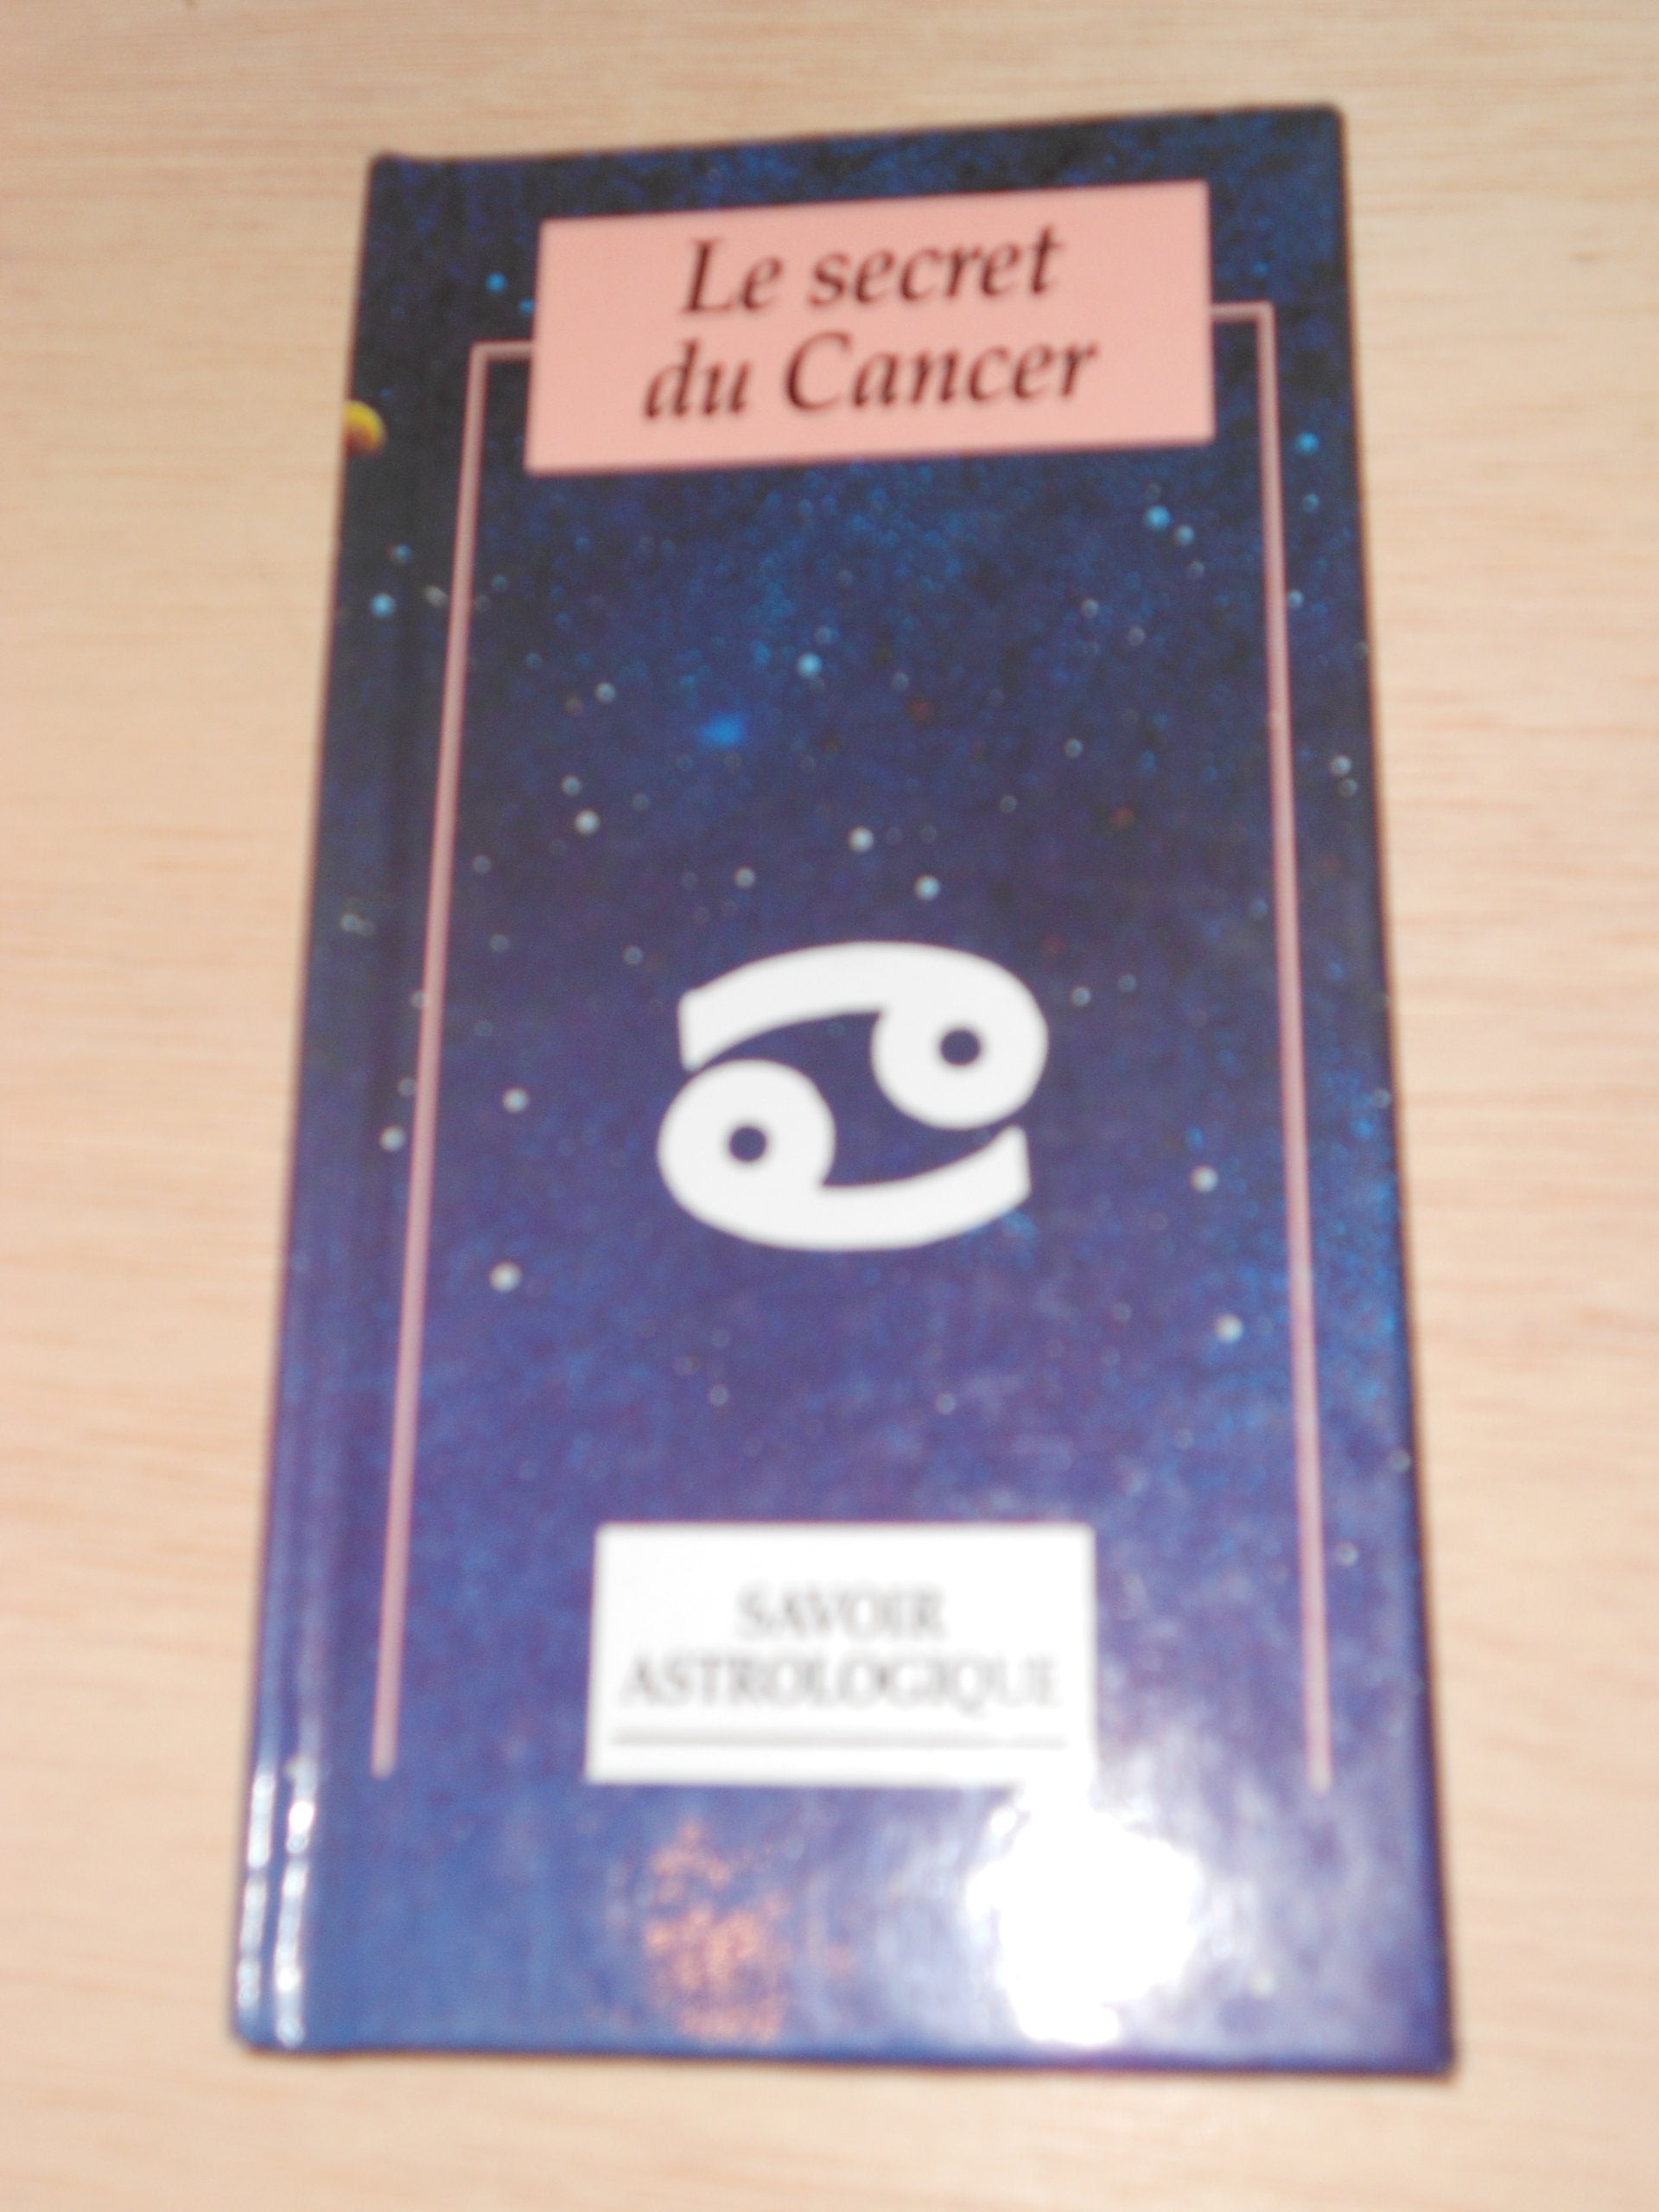 Le secret
du Cancer
SAVOIR
ASTROLOGIQUE